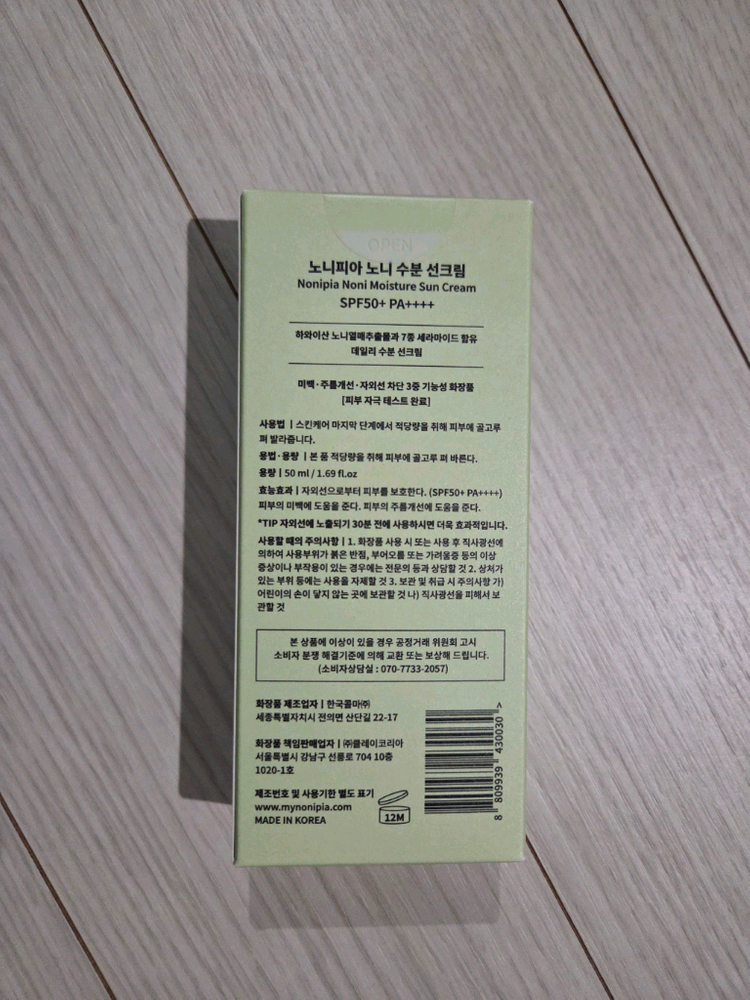 OPEN
노니피아 노니 수분 선크림
Nonipia Noni Moisture Sun Cream
SPF50+ PA++++
하와이산 노니열매추출물과 7종 세라마이드 함유
데일리 수분 선크림
미백·주름개선·자외선 차단 3중 기능성 화장품
[피부 자극 테스트 완료]
사용법 | 스킨케어 마지막 단계에서 적당량을 취해 피부에 골고루
펴 발라줍니다.
용법·용량 | 본 품 적당량을 취해 피부에 골고루 펴 바른다.
용량 | 50 ml / 1.69 fl.oz
효능효과 | 자외선으로부터 피부를 보호한다. (SPF50+ PA++++)
피부의 미백에 도움을 준다. 피부의 주름개선에 도움을 준다.
*TIP 자외선에 노출되기 30분 전에 사용하시면 더욱 효과적입니다.
사용할 때의 주의사항 | 1. 화장품 사용 시 또는 사용 후 직사광선에
의하여 사용부위가 붉은 반점, 부어오름 또는 가려움증 등의 이상
증상이나 부작용이 있는 경우에는 전문의 등과 상담할 것 2. 상처가
있는 부위 등에는 사용을 자제할 것 3. 보관 및 취급 시 주의사항 가)
어린이의 손이 닿지 않는 곳에 보관할 것 나) 직사광선을 피해서 보
관할 것
본 상품에 이상이 있을 경우 공정거래 위원회 고시
소비자 분쟁 해결기준에 의해 교환 또는 보상해 드립니다.
(소비자상담실 : 070-7733-2057)
화장품 제조업자 | 한국콜마㈜
세종특별자치시 전의면 산단길 22-17
화장품 책임판매업자 | ㈜클레이코리아
서울특별시 강남구 선릉로 704 10층
1020-1호
제조번호 및 사용기한 별도 표기
www.mynonipia.com
MADE IN KOREA
12M
8 809939 430030 >